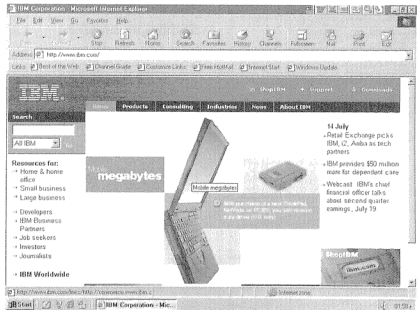 IBM Corporation - Microsoft Internet Explorer
File Edit View Go Favorites Help
Stop Refresh Home Search Favorites History Channels Fullscreen Mail Print Edit
Address http://www.ibm.com/
Links Best of the Web Channel Guide Customize Links Free HotMail Internet Start Windows Update
IBM
Shop IBM + Support Downloads
Home Products Consulting Industries News About IBM
Search
All IBM
Resources for:
Home & home
office
Small business
Large business
Developers
IBM Business
Partners
Job seekers
Investors
Journalists
IBM Worldwide
Mobile
megabytes
Mobile megabytes
14 July
Retail Exchange picks
IBM, i2, Ariba as tech
partners
IBM provides $50 million
more for dependent care
Webcast: IBM's chief
financial officer talks
about second quarter
earnings, July 19
ShopIBM
ibm.com
Internet zone
Start IBM Corporation - Mic...